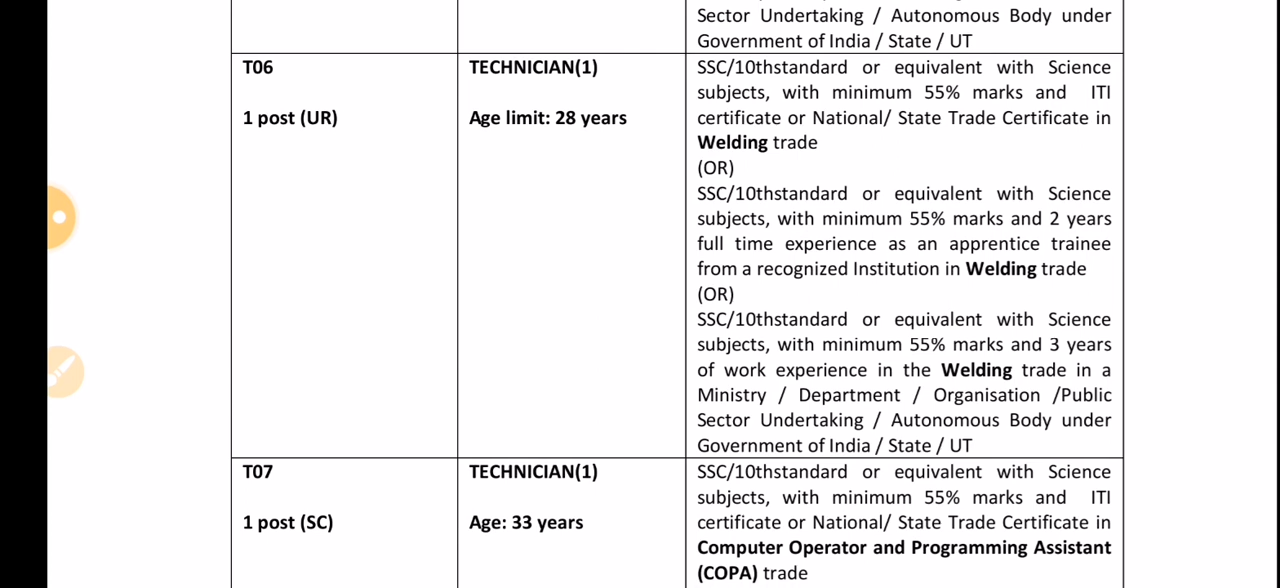 Sector Undertaking / Autonomous Body under
Government of India / State / UT
T06
1 post (UR)
TECHNICIAN(1)
Age limit: 28 years
SSC/10thstandard or equivalent with Science
subjects, with minimum 55% marks and ITI
certificate or National/ State Trade Certificate in
Welding trade
(OR)
SSC/10thstandard or equivalent with Science
subjects, with minimum 55% marks and 2 years
full time experience as an apprentice trainee
from a recognized Institution in Welding trade
(OR)
SSC/10thstandard or equivalent with Science
subjects, with minimum 55% marks and 3 years
of work experience in the Welding trade in a
Ministry / Department / Organisation /Public
Sector Undertaking / Autonomous Body under
Government of India / State / UT
T07
1 post (SC)
TECHNICIAN(1)
Age: 33 years
SSC/10thstandard or equivalent with Science
subjects, with minimum 55% marks and ITI
certificate or National/ State Trade Certificate in
Computer Operator and Programming Assistant
(COPA) trade